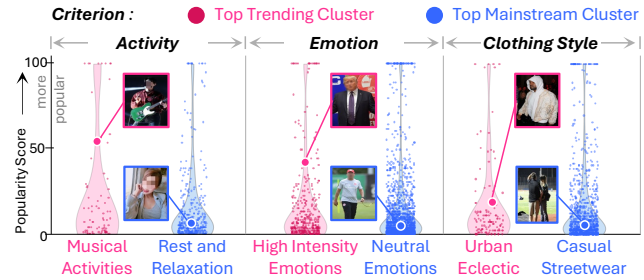 Criterion :
Top Trending Cluster
Top Mainstream Cluster
Activity
Emotion
Clothing Style
Popularity Score
more
popular
100
50
0
Musical
Activities
Rest and
Relaxation
High Intensity
Emotions
Neutral
Emotions
Urban
Eclectic
Casual
Streetwear